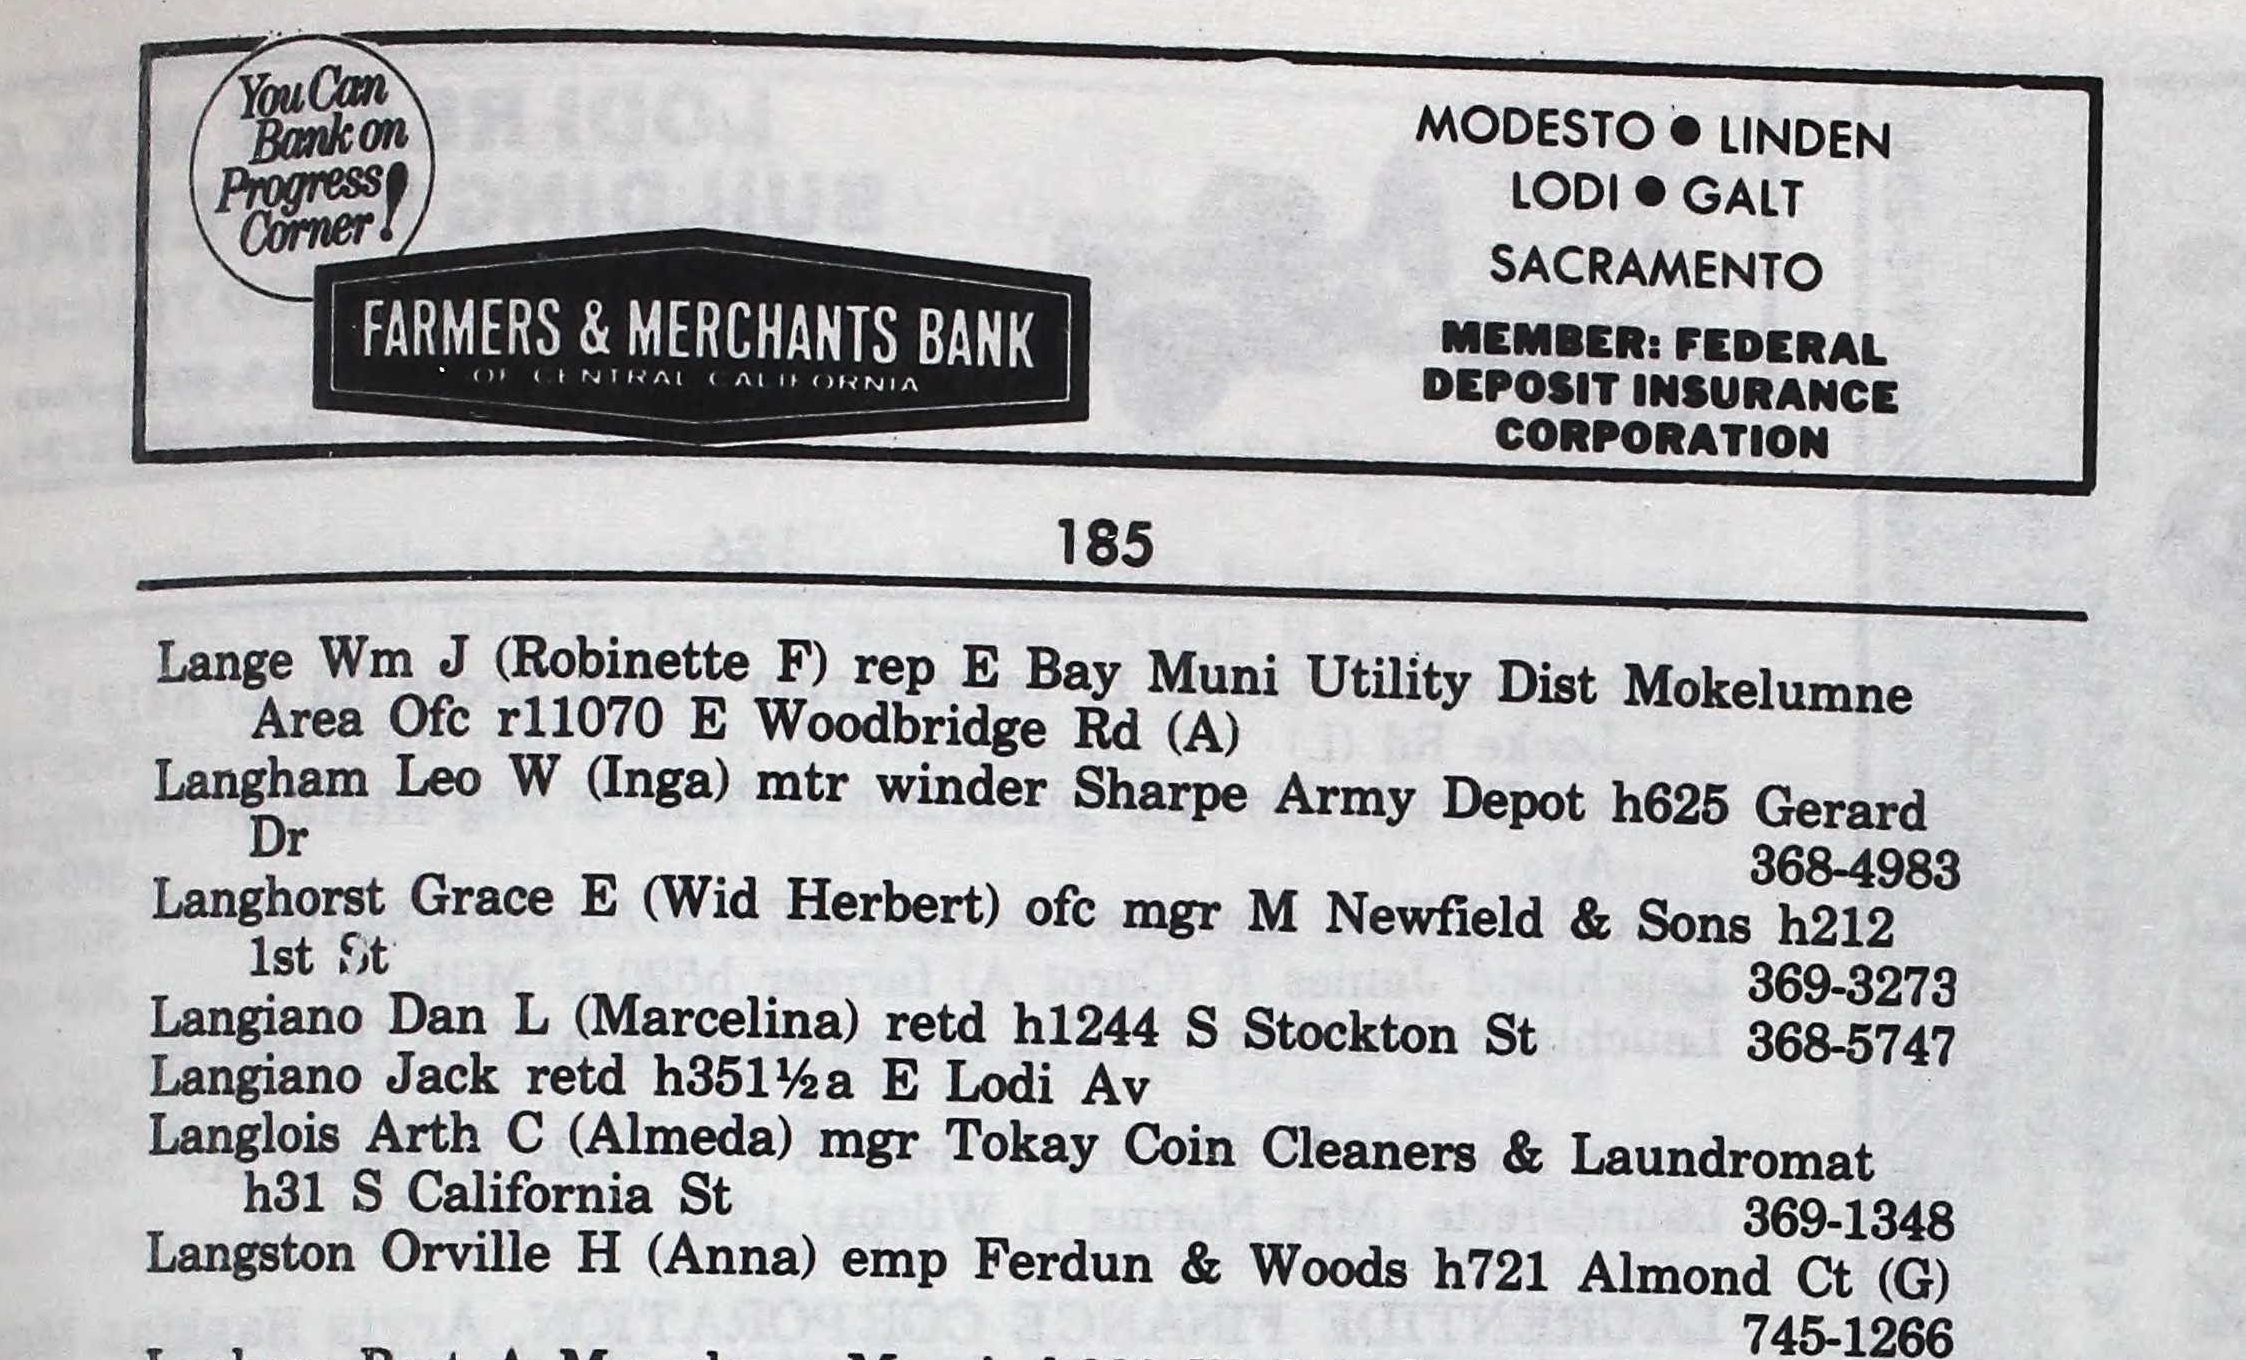 You Can
Bank on
Progress
Corner!
FARMERS & MERCHANTS BANK
OF CENTRAL CALIFORNIA
MODESTO ● LINDEN
LODI ● GALT
SACRAMENTO
MEMBER: FEDERAL
DEPOSIT INSURANCE
CORPORATION
185
Lange Wm J (Robinette F) rep E Bay Muni Utility Dist Mokelumne
Area Ofc r11070 E Woodbridge Rd (A)
Langham Leo W (Inga) mtr winder Sharpe Army Depot h625 Gerard
Dr 368-4983
Langhorst Grace E (Wid Herbert) ofc mgr M Newfield & Sons h212
1st St 369-3273
Langiano Dan L (Marcelina) retd h1244 S Stockton St 368-5747
Langiano Jack retd h351½a E Lodi Av
Langlois Arth C (Almeda) mgr Tokay Coin Cleaners & Laundromat
h31 S California St 369-1348
Langston Orville H (Anna) emp Ferdun & Woods h721 Almond Ct (G)
745-1266